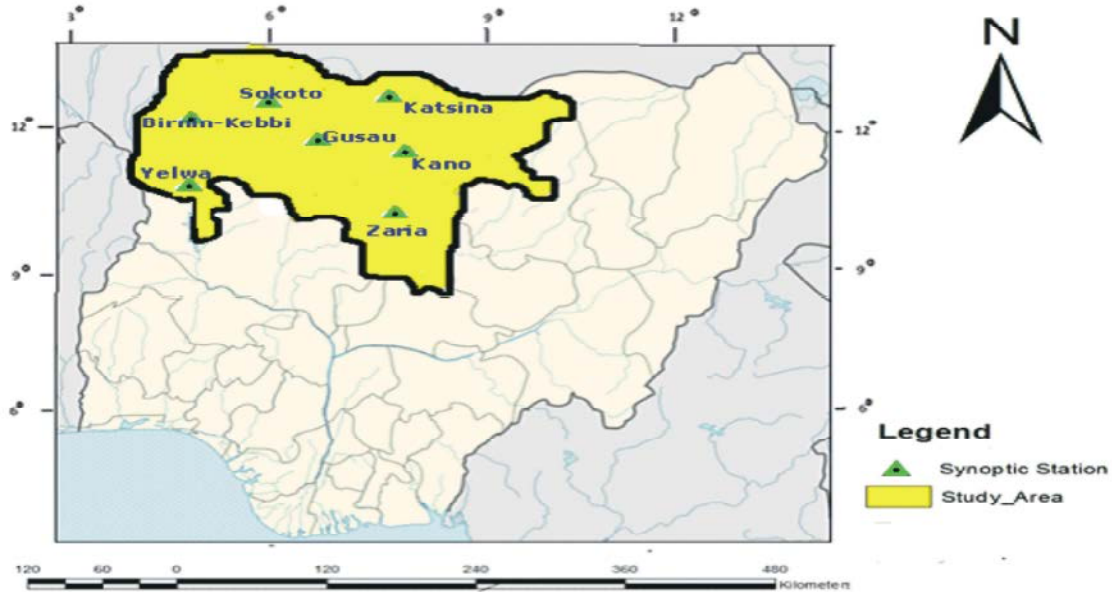 3°
6°
9°
12°
N
Sokoto
Katsina
Birnin-Kebbi
12°
12°
Gusau
Kano
Yelwa
Zaria
9°
9°
6°
6°
Legend
Synoptic Station
Study_Area
120 60 0 120 240 360 480
Kilometers